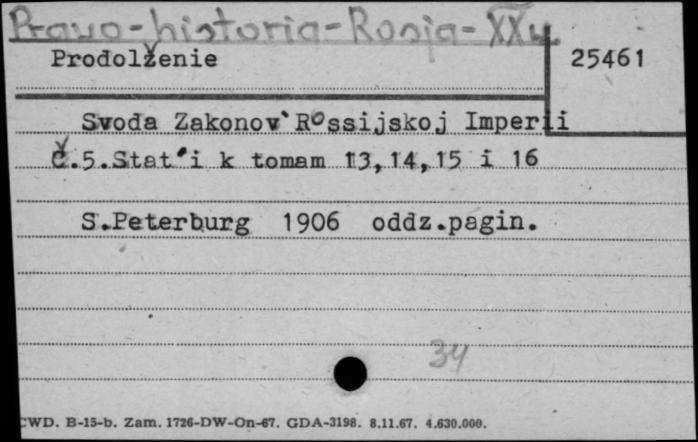 Prawo-historia-Rosja-XXw.
Prodolženie
25461
Svoda Zakonov`Rossijskoj Imperii
č.5.Stat'i k tomam 13,14,15 i 16
S.Peterburg 1906 oddz.pagin.
34
CWD. B-15-b. Zam. 1726-DW-On-67. GDA-3198. 8.11.67. 4.630.000.